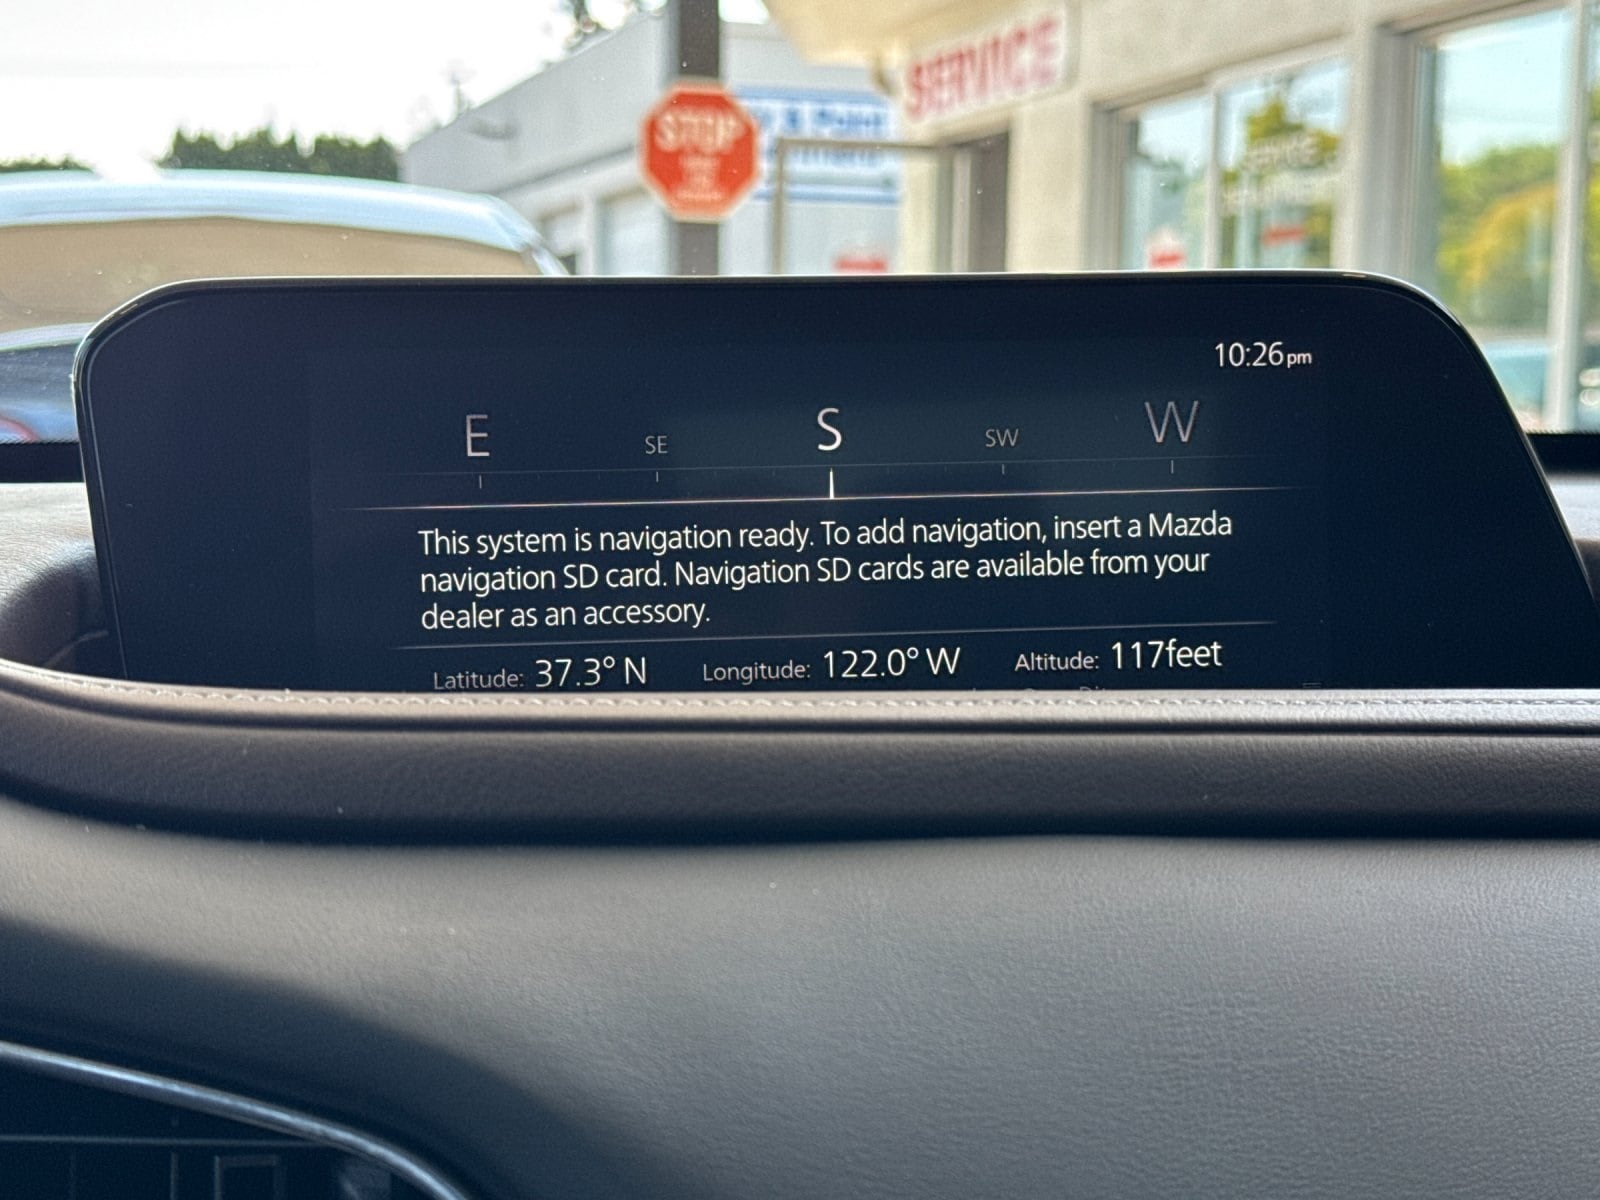 SERVICE
STOP
10:26pm
E SE S SW W
This system is navigation ready. To add navigation, insert a Mazda
navigation SD card. Navigation SD cards are available from your
dealer as an accessory.
Latitude: 37.3° N Longitude: 122.0° W Altitude: 117feet